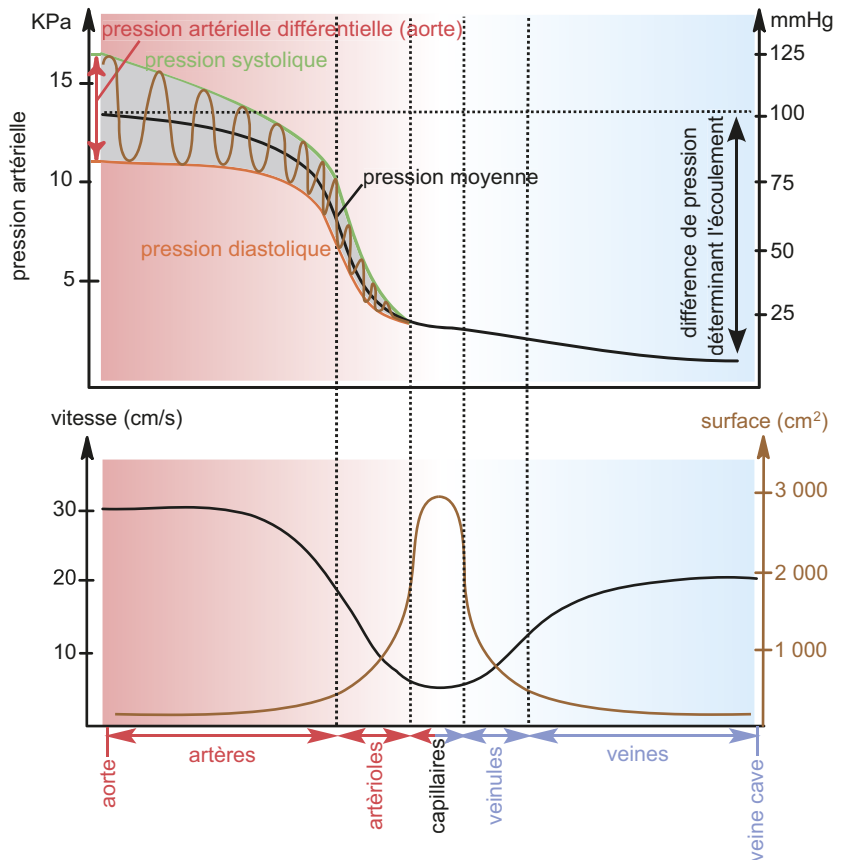 KPa
mmHg
pression artérielle différentielle (aorte)
pression systolique
125
15
100
pression artérielle
pression moyenne
10
75
pression diastolique
50
5
25
différence de pression
déterminant l'écoulement
vitesse (cm/s)
surface (cm²)
30
3 000
20
2 000
10
1 000
aorte
artères
artèrioles
capillaires
veinules
veines
veine cave